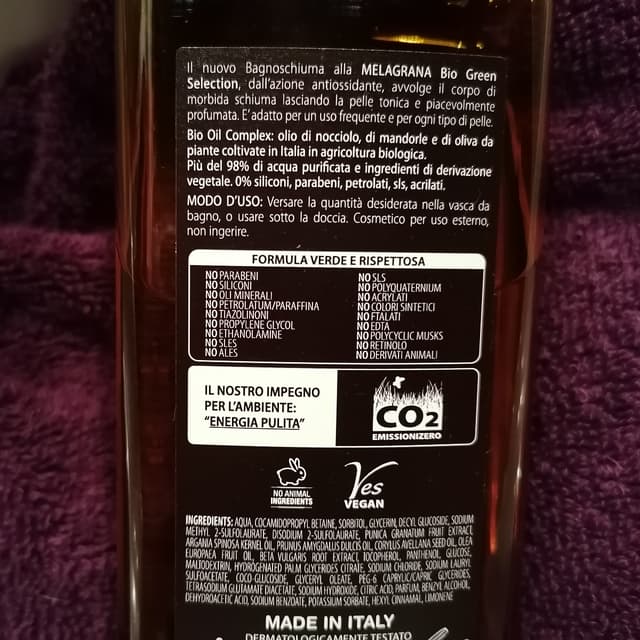 Il nuovo Bagnoschiuma alla MELAGRANA Bio Green
Selection, dall'azione antiossidante, avvolge il corpo di
morbida schiuma lasciando la pelle tonica e piacevolmente
profumata. E'adatto per un uso frequente e per ogni tipo di pelle.
Bio Oil Complex: olio di nocciolo, di mandorle e di oliva da
piante coltivate in Italia in agricoltura biologica.
Più del 98% di acqua purificata e ingredienti di derivazione
vegetale. 0% siliconi, parabeni, petrolati, sls, acrilati.
MODO D'USO: Versare la quantità desiderata nella vasca da
bagno, o usare sotto la doccia. Cosmetico per uso esterno,
non ingerire.
FORMULA VERDE E RISPETTOSA
NO PARABENI
NO SILICONI
NO OLI MINERALI
NO PETROLATUM/PARAFFINA
NO TIAZOLINONI
NO PROPYLENE GLYCOL
NO ETHANOLAMINE
NO SLES
NO ALES
NO SLS
NO POLYQUATERNIUM
NO ACRYLATI
NO COLORI SINTETICI
NO FTALATI
NO EDTA
NO POLYCYCLIC MUSKS
NO RETINOLO
NO DERIVATI ANIMALI
IL NOSTRO IMPEGNO
PER L'AMBIENTE:
"ENERGIA PULITA"
CO2
EMISSIONIZERO
NO ANIMAL
INGREDIENTS
Yes
VEGAN
INGREDIENTS: AQUA, COCAMIDOPROPYL BETAINE, SORBITOL, GLYCERIN, DECYL GLUCOSIDE, SODIUM
METHYL 2-SULFOLAURATE, DISODIUM 2-SULFOLAURATE, PUNICA GRANATUM FRUIT EXTRACT,
ARGANIA SPINOSA KERNEL OIL, PRUNUS AMYGDALUS DULCIS OIL, CORYLUS AVELLANA SEED OIL, OLEA
EUROPAEA FRUIT OIL, BETA VULGARIS ROOT EXTRACT, TOCOPHEROL, PANTHENOL, GLUCOSE,
MALTODEXTRIN, HYDROGENATED PALM GLYCERIDES CITRATE, SODIUM CHLORIDE, SODIUM LAURYL
SULFOACETATE, COCO-GLUCOSIDE, GLYCERYL OLEATE, PEG-6 CAPRYLIC/CAPRIC GLYCERIDES,
TETRASODIUM GLUTAMATE DIACETATE, SODIUM HYDROXIDE, CITRIC ACID, PARFUM, BENZYL ALCOHOL,
DEHYDROACETIC ACID, SODIUM BENZOATE, POTASSIUM SORBATE, HEXYL CINNAMAL, LIMONENE
MADE IN ITALY
DERMATOLOGICAMENTE TESTATO